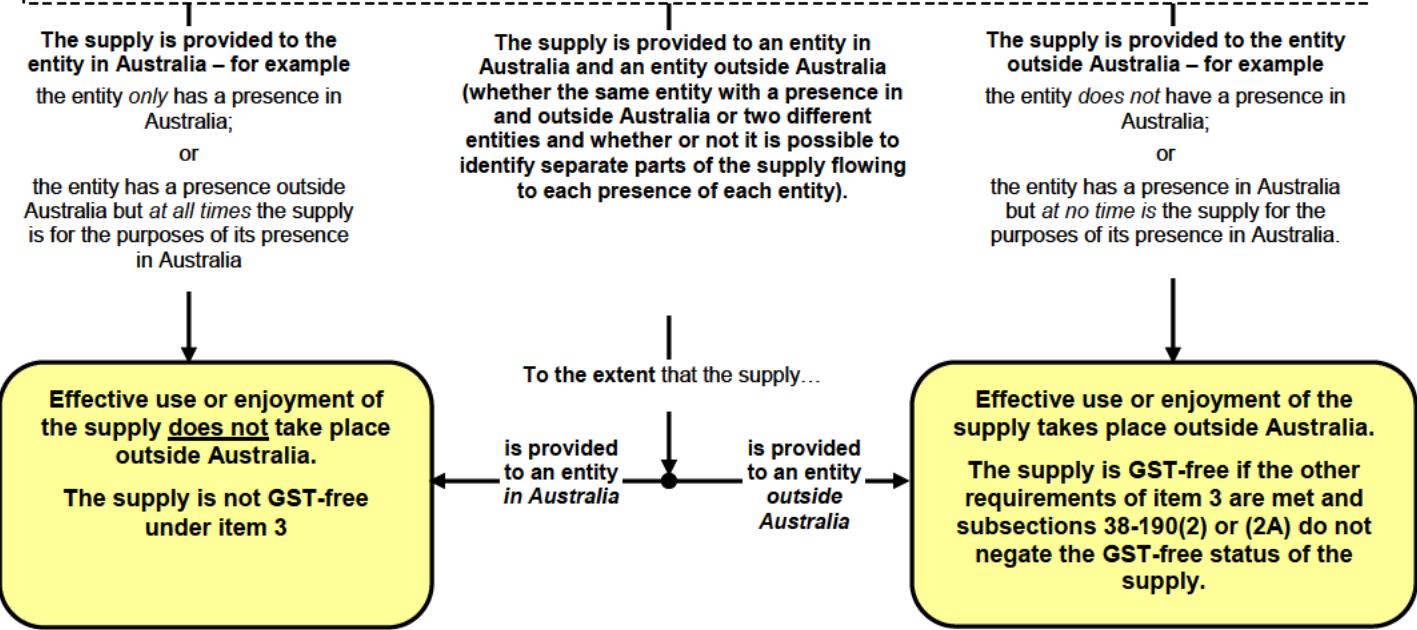 The supply is provided to the
entity in Australia – for example
the entity only has a presence in
Australia;
or
the entity has a presence outside
Australia but at all times the supply
is for the purposes of its presence
in Australia
The supply is provided to an entity in
Australia and an entity outside Australia
(whether the same entity with a presence in
and outside Australia or two different
entities and whether or not it is possible to
identify separate parts of the supply flowing
to each presence of each entity).
The supply is provided to the entity
outside Australia – for example
the entity does not have a presence in
Australia;
or
the entity has a presence in Australia
but at no time is the supply for the
purposes of its presence in Australia.
To the extent that the supply…
Effective use or enjoyment of
the supply does not take place
outside Australia.
The supply is not GST-free
under item 3
is provided
to an entity
in Australia
is provided
to an entity
outside
Australia
Effective use or enjoyment of the
supply takes place outside Australia.
The supply is GST-free if the other
requirements of item 3 are met and
subsections 38-190(2) or (2A) do not
negate the GST-free status of the
supply.